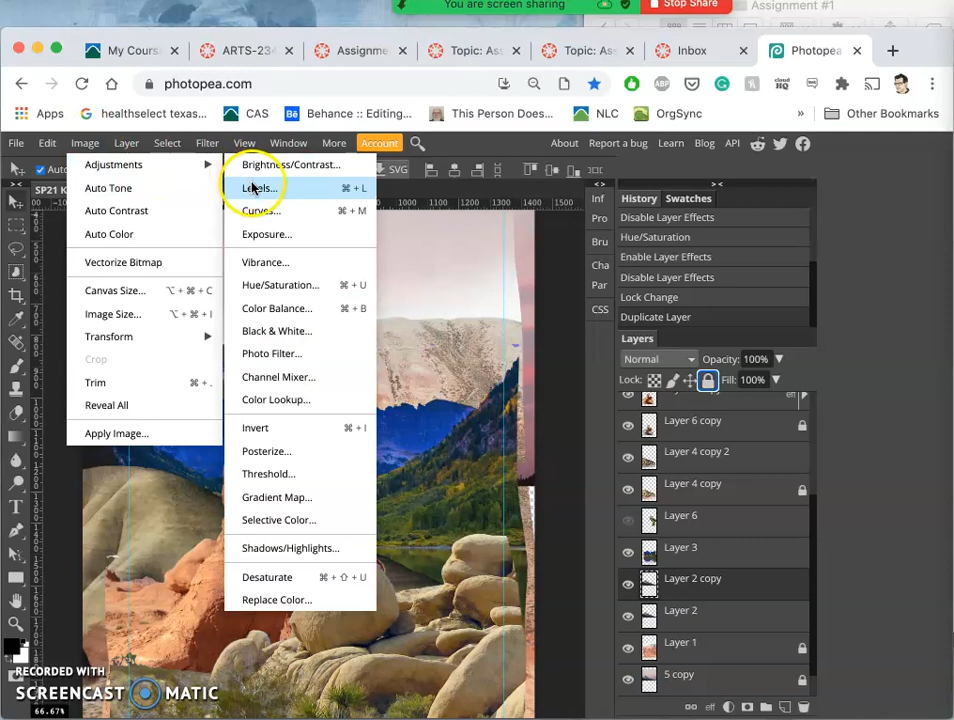 You are screen sharing
Stop Share
Assignment #1
My Cours
ARTS-234
Assignme
Topic: Ass
Topic: Ass
Inbox
Photopea
photopea.com
Apps
healthselect texas...
CAS
Behance :: Editing...
This Person Does...
NLC
OrgSync
»
Other Bookmarks
File Edit Image Layer Select Filter View Window More Account
About Report a bug Learn Blog API
SVG
SP21
Adjustments
Auto Tone
Auto Contrast
Auto Color
Vectorize Bitmap
Canvas Size... ⌥ + ⌘ + C
Image Size... ⌥ + ⌘ + I
Transform
Crop
Trim ⌘ + .
Reveal All
Apply Image...
Brightness/Contrast...
Levels... ⌘ + L
Curves... ⌘ + M
Exposure...
Vibrance...
Hue/Saturation... ⌘ + U
Color Balance... ⌘ + B
Black & White...
Photo Filter...
Channel Mixer...
Color Lookup...
Invert ⌘ + I
Posterize...
Threshold...
Gradient Map...
Selective Color...
Shadows/Highlights...
Desaturate ⌘ + ⇧ + U
Replace Color...
1000 1100 1200 1300 1400 1500
Inf
Pro
Bru
Cha
Par
CSS
History Swatches
Disable Layer Effects
Hue/Saturation
Enable Layer Effects
Disable Layer Effects
Lock Change
Duplicate Layer
Layers
Normal Opacity: 100%
Lock: Fill: 100%
eff
Layer 6 copy
Layer 4 copy 2
Layer 4 copy
Layer 6
Layer 3
Layer 2 copy
Layer 2
Layer 1
5 copy
eff
RECORDED WITH
SCREENCAST MATIC
66.67%